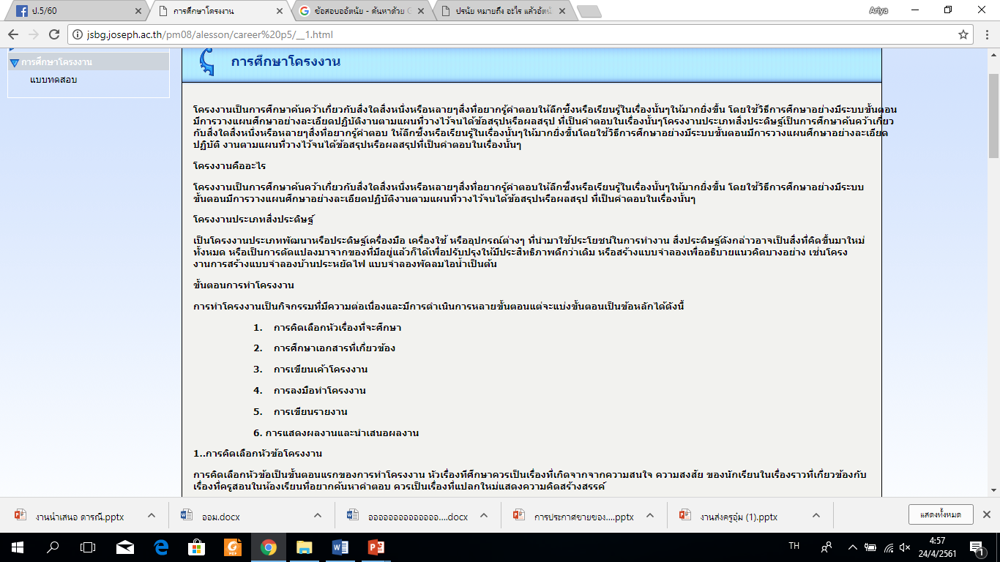 ป.5/60
การศึกษาโครงงาน
ข้อสอบออัตนัย - ค้นหาด้วย G
ปรนัย หมายถึง อะไร แล้วอัตนั
Ariya
jsbg.joseph.ac.th/pm08/alesson/career%20p5/__1.html
การศึกษาโครงงาน
แบบทดสอบ
การศึกษาโครงงาน
โครงงานเป็นการศึกษาค้นคว้าเกี่ยวกับสิ่งใดสิ่งหนึ่งหรือหลายๆสิ่งที่อยากรู้คำตอบให้ลึกซึ้งหรือเรียนรู้ในเรื่องนั้นๆให้มากยิ่งขึ้น โดยใช้วิธีการศึกษาอย่างมีระบบขั้นตอน
มีการวางแผนศึกษาอย่างละเอียดปฏิบัติงานตามแผนที่วางไว้จนได้ข้อสรุปหรือผลสรุป ที่เป็นคำตอบในเรื่องนั้นๆโครงงานประเภทสิ่งประดิษฐ์เป็นการศึกษาค้นคว้าเกี่ยว
กับสิ่งใดสิ่งหนึ่งหรือหลายๆสิ่งที่อยากรู้คำตอบ ให้ลึกซึ้งหรือเรียนรู้ในเรื่องนั้นๆให้มากยิ่งขึ้นโดยใช้วิธีการศึกษาอย่างมีระบบขั้นตอนมีการวางแผนศึกษาอย่างละเอียด
ปฏิบัติ งานตามแผนที่วางไว้จนได้ข้อสรุปหรือผลสรุปที่เป็นคำตอบในเรื่องนั้นๆ
โครงงานคืออะไร
โครงงานเป็นการศึกษาค้นคว้าเกี่ยวกับสิ่งใดสิ่งหนึ่งหรือหลายๆสิ่งที่อยากรู้คำตอบให้ลึกซึ้งหรือเรียนรู้ในเรื่องนั้นๆให้มากยิ่งขึ้น โดยใช้วิธีการศึกษาอย่างมีระบบ
ขั้นตอนมีการวางแผนศึกษาอย่างละเอียดปฏิบัติงานตามแผนที่วางไว้จนได้ข้อสรุปหรือผลสรุป ที่เป็นคำตอบในเรื่องนั้นๆ
โครงงานประเภทสิ่งประดิษฐ์
เป็นโครงงานประเภทพัฒนาหรือประดิษฐ์เครื่องมือ เครื่องใช้ หรืออุปกรณ์ต่างๆ ที่นำมาใช้ประโยชน์ในการทำงาน สิ่งประดิษฐ์ดังกล่าวอาจเป็นสิ่งที่คิดขึ้นมาใหม่
ทั้งหมด หรือเป็นการดัดแปลงมาจากของที่มีอยู่แล้วก็ได้เพื่อปรับปรุงให้มีประสิทธิภาพดีกว่าเดิม หรือสร้างแบบจำลองเพื่ออธิบายแนวคิดบางอย่าง เช่นโครง
งานการสร้างแบบจำลองบ้านประหยัดไฟ แบบจำลองพัดลมไอน้ำเป็นต้น
ขั้นตอนการทำโครงงาน
การทำโครงงานเป็นกิจกรรมที่มีความต่อเนื่องและมีการดำเนินการหลายขั้นตอนแต่จะแบ่งขั้นตอนเป็นข้อหลักได้ดังนี้
1. การคิดเลือกหัวเรื่องที่จะศึกษา
2. การศึกษาเอกสารที่เกี่ยวข้อง
3. การเขียนเค้าโครงงาน
4. การลงมือทำโครงงาน
5. การเขียนรายงาน
6. การแสดงผลงานและนำเสนอผลงาน
1..การคิดเลือกหัวข้อโครงงาน
การคิดเลือกหัวข้อเป็นขั้นตอนแรกของการทำโครงงาน หัวเรื่องที่ศึกษาควรเป็นเรื่องที่เกิดจากจากความสนใจ ความสงสัย ของนักเรียนในเรื่องราวที่เกี่ยวข้องกับ
เรื่องที่ครูสอนในห้องเรียนที่อยากค้นหาคำตอบ ควรเป็นเรื่องที่แปลกใหม่แสดงความคิดสร้างสรรค์
งานนำเสนอ ดารณี.pptx
ออม.docx
ออออออออออออออ....docx
การประกาศขายของ....pptx
งานส่งครูอุ๋ม (1).pptx
แสดงทั้งหมด
TH
4:57
24/4/2561
1